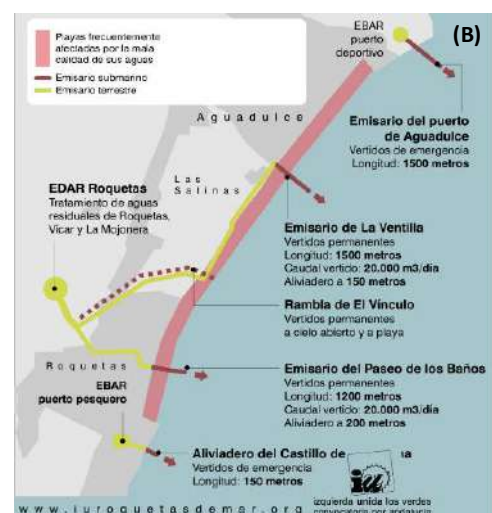 (B)
Playas frecuentemente
afectadas por la mala
calidad de sus aguas
Emisario submarino
Emisario terrestre
EBAR
puerto
deportivo
Aguadulce
Emisario del puerto
de Aguadulce
Vertidos de emergencia
Longitud: 1500 metros
Las
Salinas
EDAR Roquetas
Tratamiento de aguas
residuales de Roquetas,
Vicar y La Mojonera
Emisario de La Ventilla
Vertidos permanentes
Longitud: 1500 metros
Caudal vertido: 20.000 m3/día
Aliviadero a 150 metros
Rambla de El Vínculo
Vertidos permanentes
a cielo abierto y a playa
Roquetas
EBAR
puerto pesquero
Emisario del Paseo de los Baños
Vertidos permanentes
Longitud: 1200 metros
Caudal vertido: 20.000 m3/día
Aliviadero a 200 metros
Aliviadero del Castillo de
Vertidos de emergencia
Longitud: 150 metros
iu
www.iuroquetasdemar.org
izquierda unida los verdes
convocatoria por andalucía